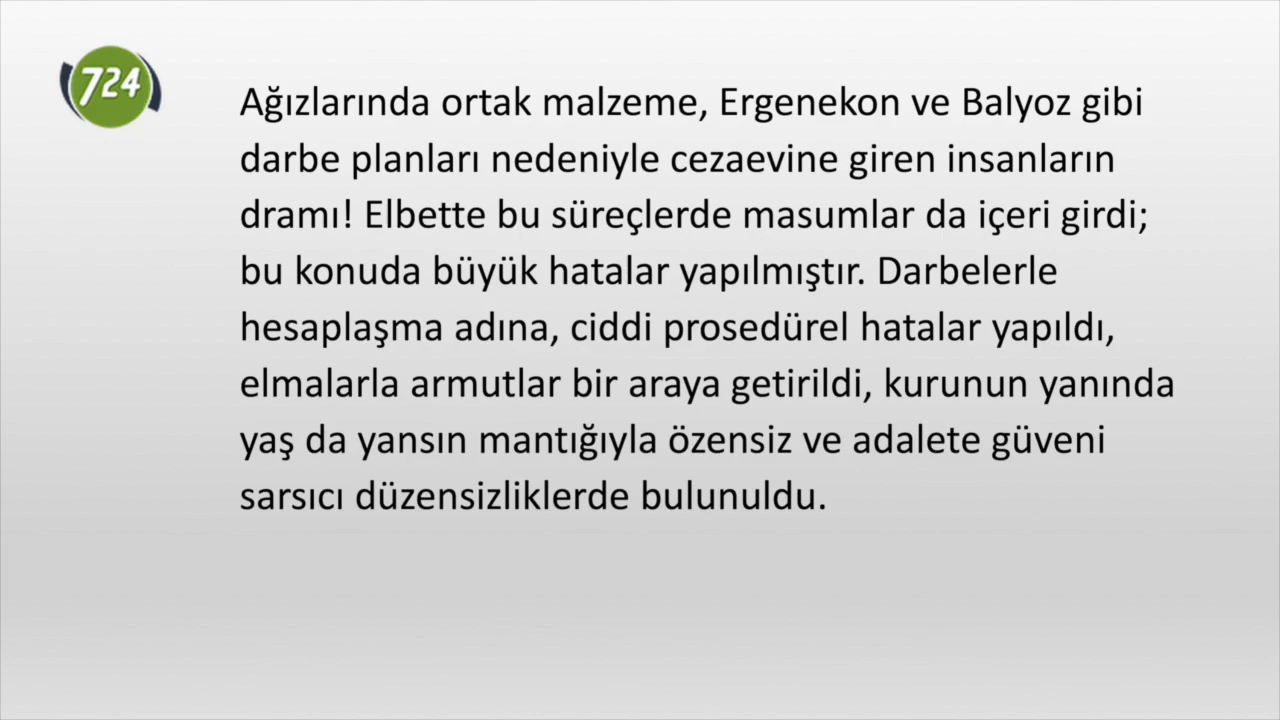 724
Ağızlarında ortak malzeme, Ergenekon ve Balyoz gibi
darbe planları nedeniyle cezaevine giren insanların
dramı! Elbette bu süreçlerde masumlar da içeri girdi;
bu konuda büyük hatalar yapılmıştır. Darbelerle
hesaplaşma adına, ciddi prosedürel hatalar yapıldı,
elmalarla armutlar bir araya getirildi, kurunun yanında
yaş da yansın mantığıyla özensiz ve adalete güveni
sarsıcı düzensizliklerde bulunuldu.